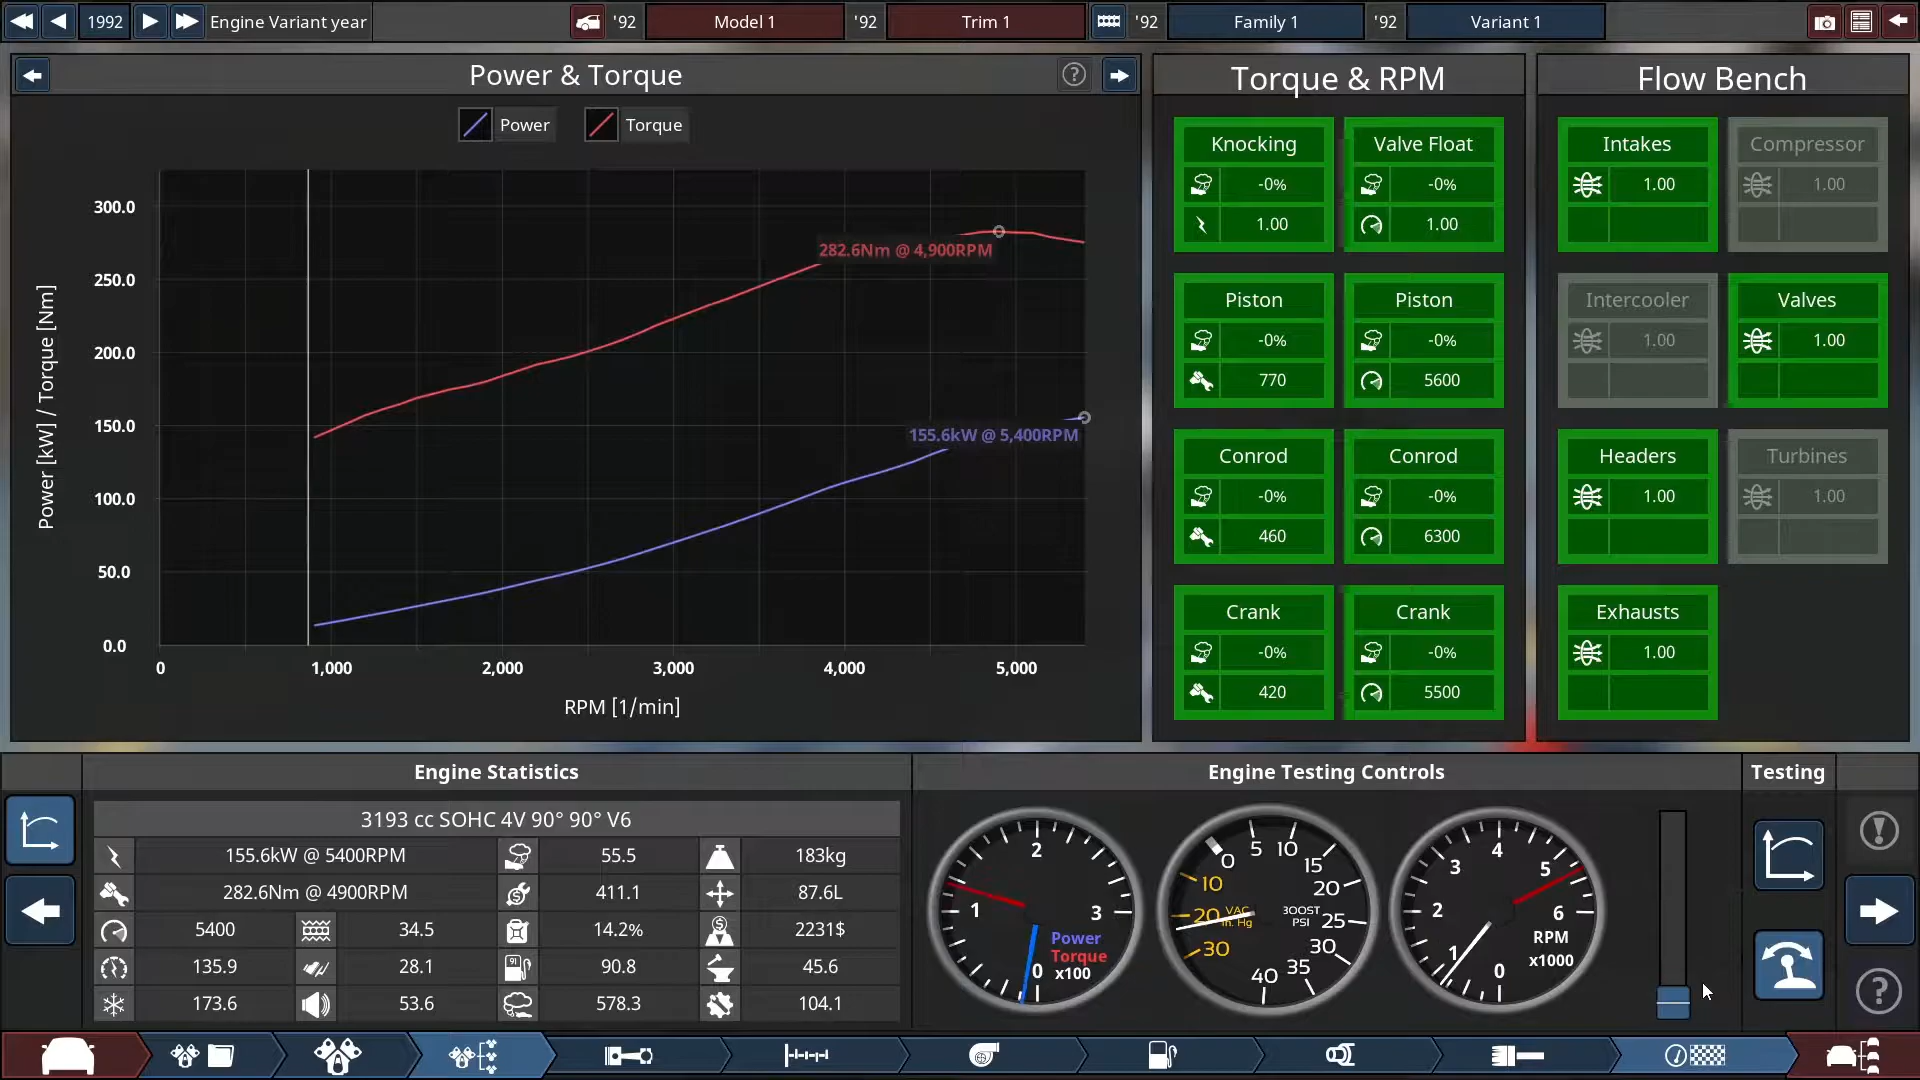 1992 Engine Variant year '92 Model 1 '92 Trim 1 '92 Family 1 '92 Variant 1
Power & Torque
?
Power Torque
300.0
250.0
200.0
150.0
100.0
50.0
0.0
Power [kW] / Torque [Nm]
282.6Nm @ 4,900RPM
155.6kW @ 5,400RPM
0 1,000 2,000 3,000 4,000 5,000
RPM [1/min]
Torque & RPM
Knocking Valve Float
-0% -0%
1.00 1.00
Piston Piston
-0% -0%
770 5600
Conrod Conrod
-0% -0%
460 6300
Crank Crank
-0% -0%
420 5500
Flow Bench
Intakes Compressor
1.00 1.00
Intercooler Valves
1.00 1.00
Headers Turbines
1.00 1.00
Exhausts
1.00
Engine Statistics
3193 cc SOHC 4V 90° 90° V6
155.6kW @ 5400RPM 55.5 183kg
282.6Nm @ 4900RPM 411.1 87.6L
5400 34.5 14.2% 2231$
135.9 28.1 91 90.8 45.6
173.6 53.6 578.3 104.1
Engine Testing Controls
0 1 2 3
Power
Torque
x100
30 20 10 0 5 10 15 20 25 30 35 40
VAC
In. Hg
BOOST
PSI
0 1 2 3 4 5 6
RPM
x1000
Testing
!
?